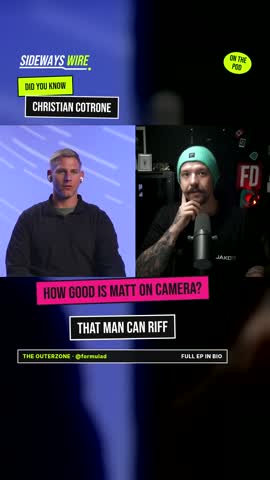 SIDEWAYS WIRE.
ON THE
POD
DID YOU KNOW
CHRISTIAN COTRONE
FD
JAKO
HOW GOOD IS MATT ON CAMERA?
THAT MAN CAN RIFF
THE OUTERZONE - @formulad
FULL EP IN BIO